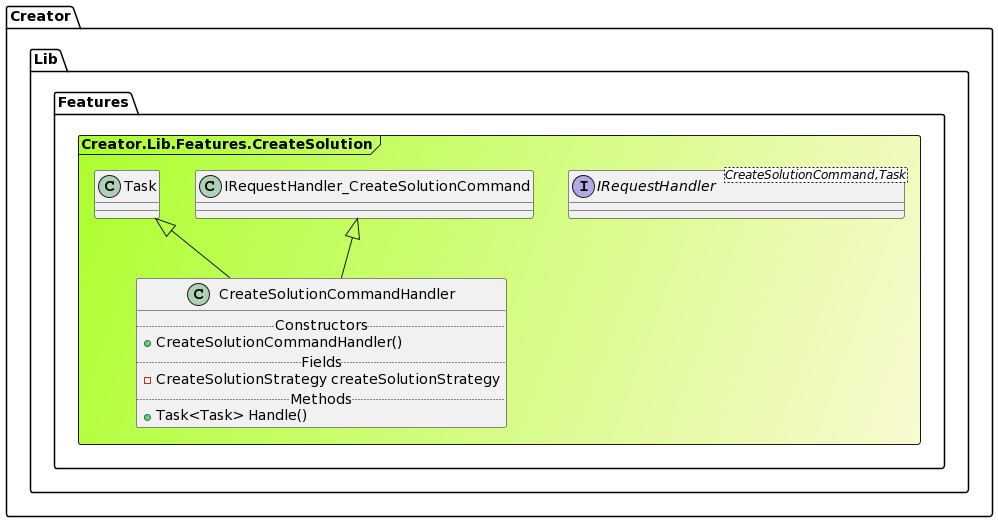 Creator
Lib
Features
Creator.Lib.Features.CreateSolution
C Task
C IRequestHandler_CreateSolutionCommand
I IRequestHandler
CreateSolutionCommand,Task
C CreateSolutionCommandHandler
Constructors
CreateSolutionCommandHandler()
Fields
CreateSolutionStrategy createSolutionStrategy
Methods
Task<Task> Handle()